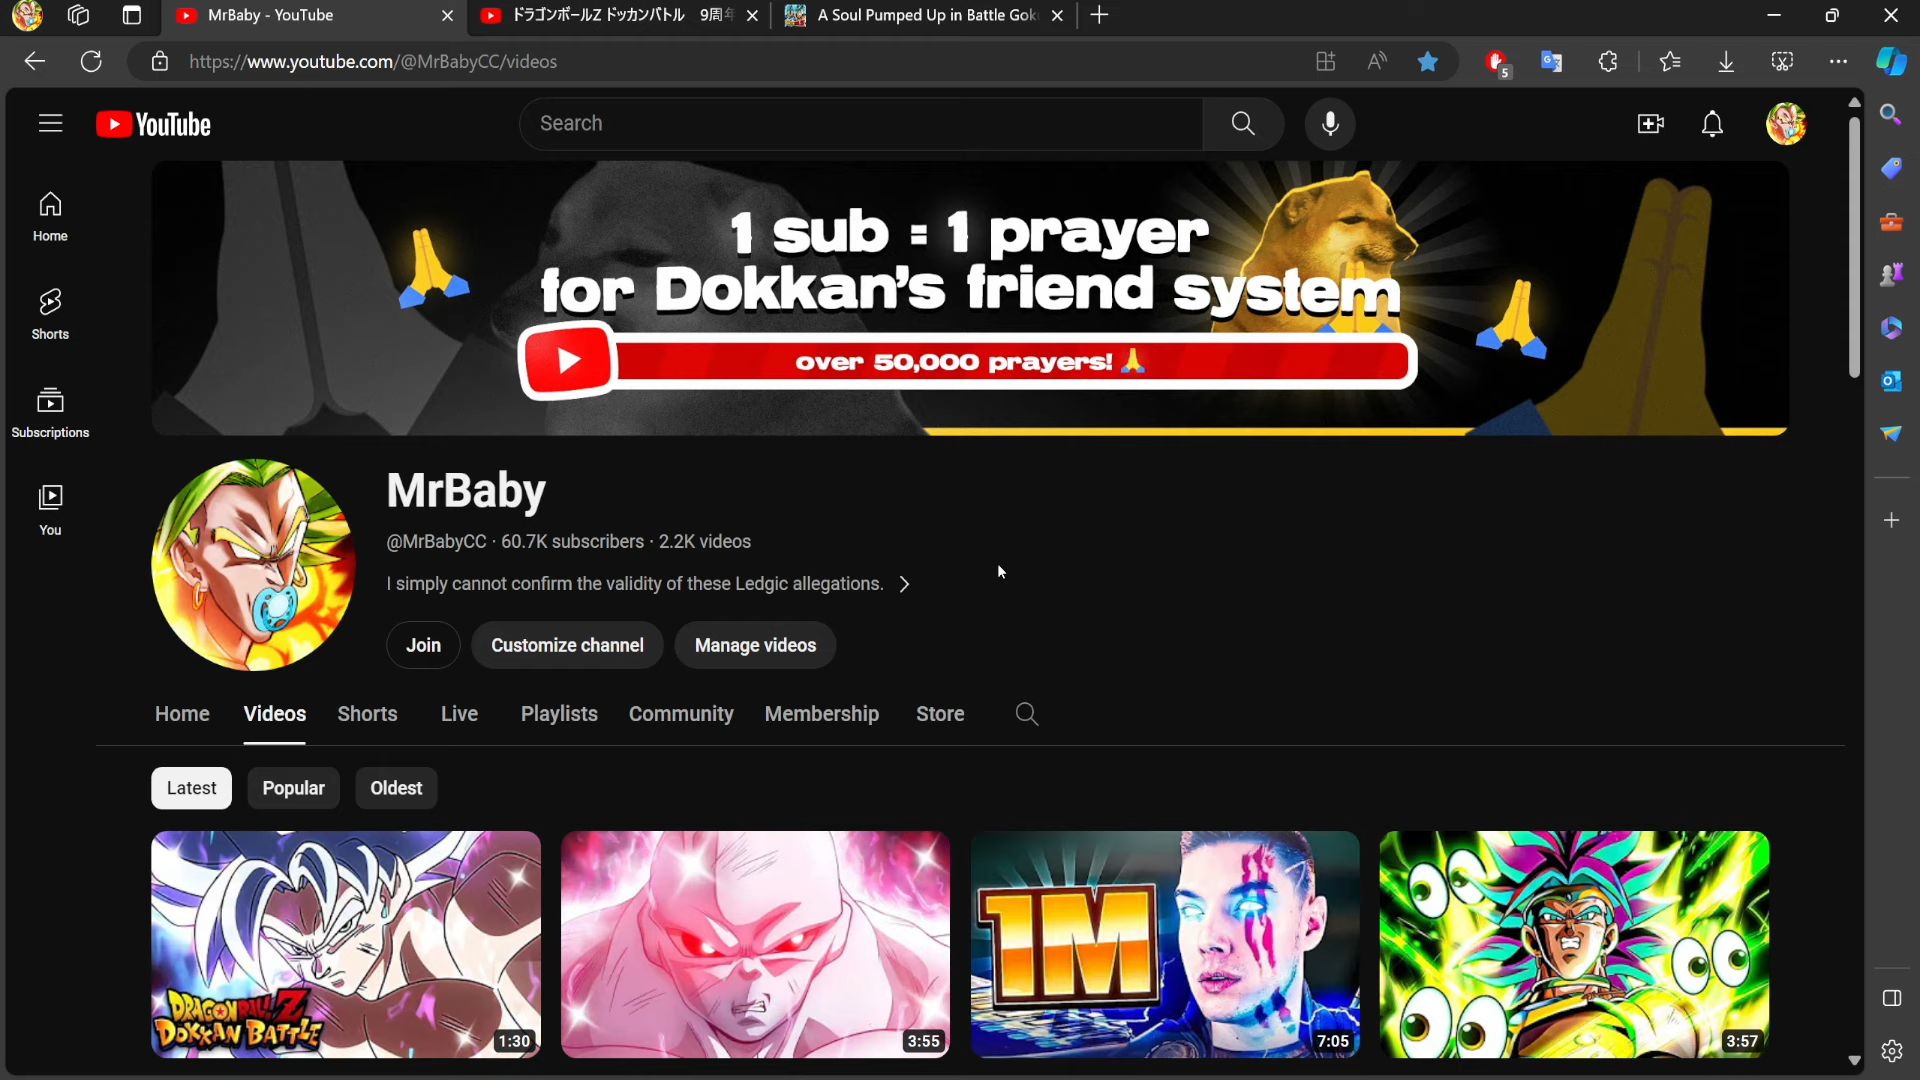 MrBaby - YouTube
ドラゴンボールZ ドッカンバトル 9周年
A Soul Pumped Up in Battle Gok
https://www.youtube.com/@MrBabyCC/videos
5
YouTube
Search
Home
Shorts
Subscriptions
You
1 sub = 1 prayer
for Dokkan's friend system
over 50,000 prayers!
MrBaby
@MrBabyCC · 60.7K subscribers · 2.2K videos
I simply cannot confirm the validity of these Ledgic allegations.
Join Customize channel Manage videos
Home Videos Shorts Live Playlists Community Membership Store
Latest Popular Oldest
DRAGON BALL Z
DOKKAN BATTLE
1:30
3:55
1M
7:05
3:57